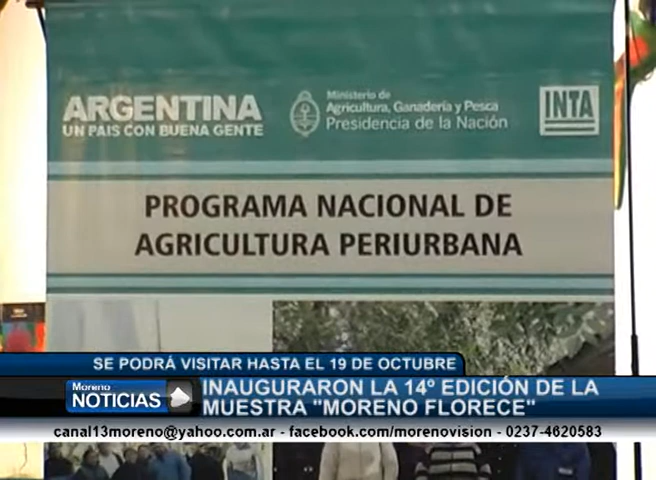 ARGENTINA
UN PAIS CON BUENA GENTE
Ministerio de
Agricultura, Ganadería y Pesca
Presidencia de la Nación
INTA
PROGRAMA NACIONAL DE
AGRICULTURA PERIURBANA
SE PODRÁ VISITAR HASTA EL 19 DE OCTUBRE
Moreno
NOTICIAS
INAUGURARON LA 14º EDICIÓN DE LA
MUESTRA "MORENO FLORECE"
canal13moreno@yahoo.com.ar - facebook.com/morenovision - 0237-4620583